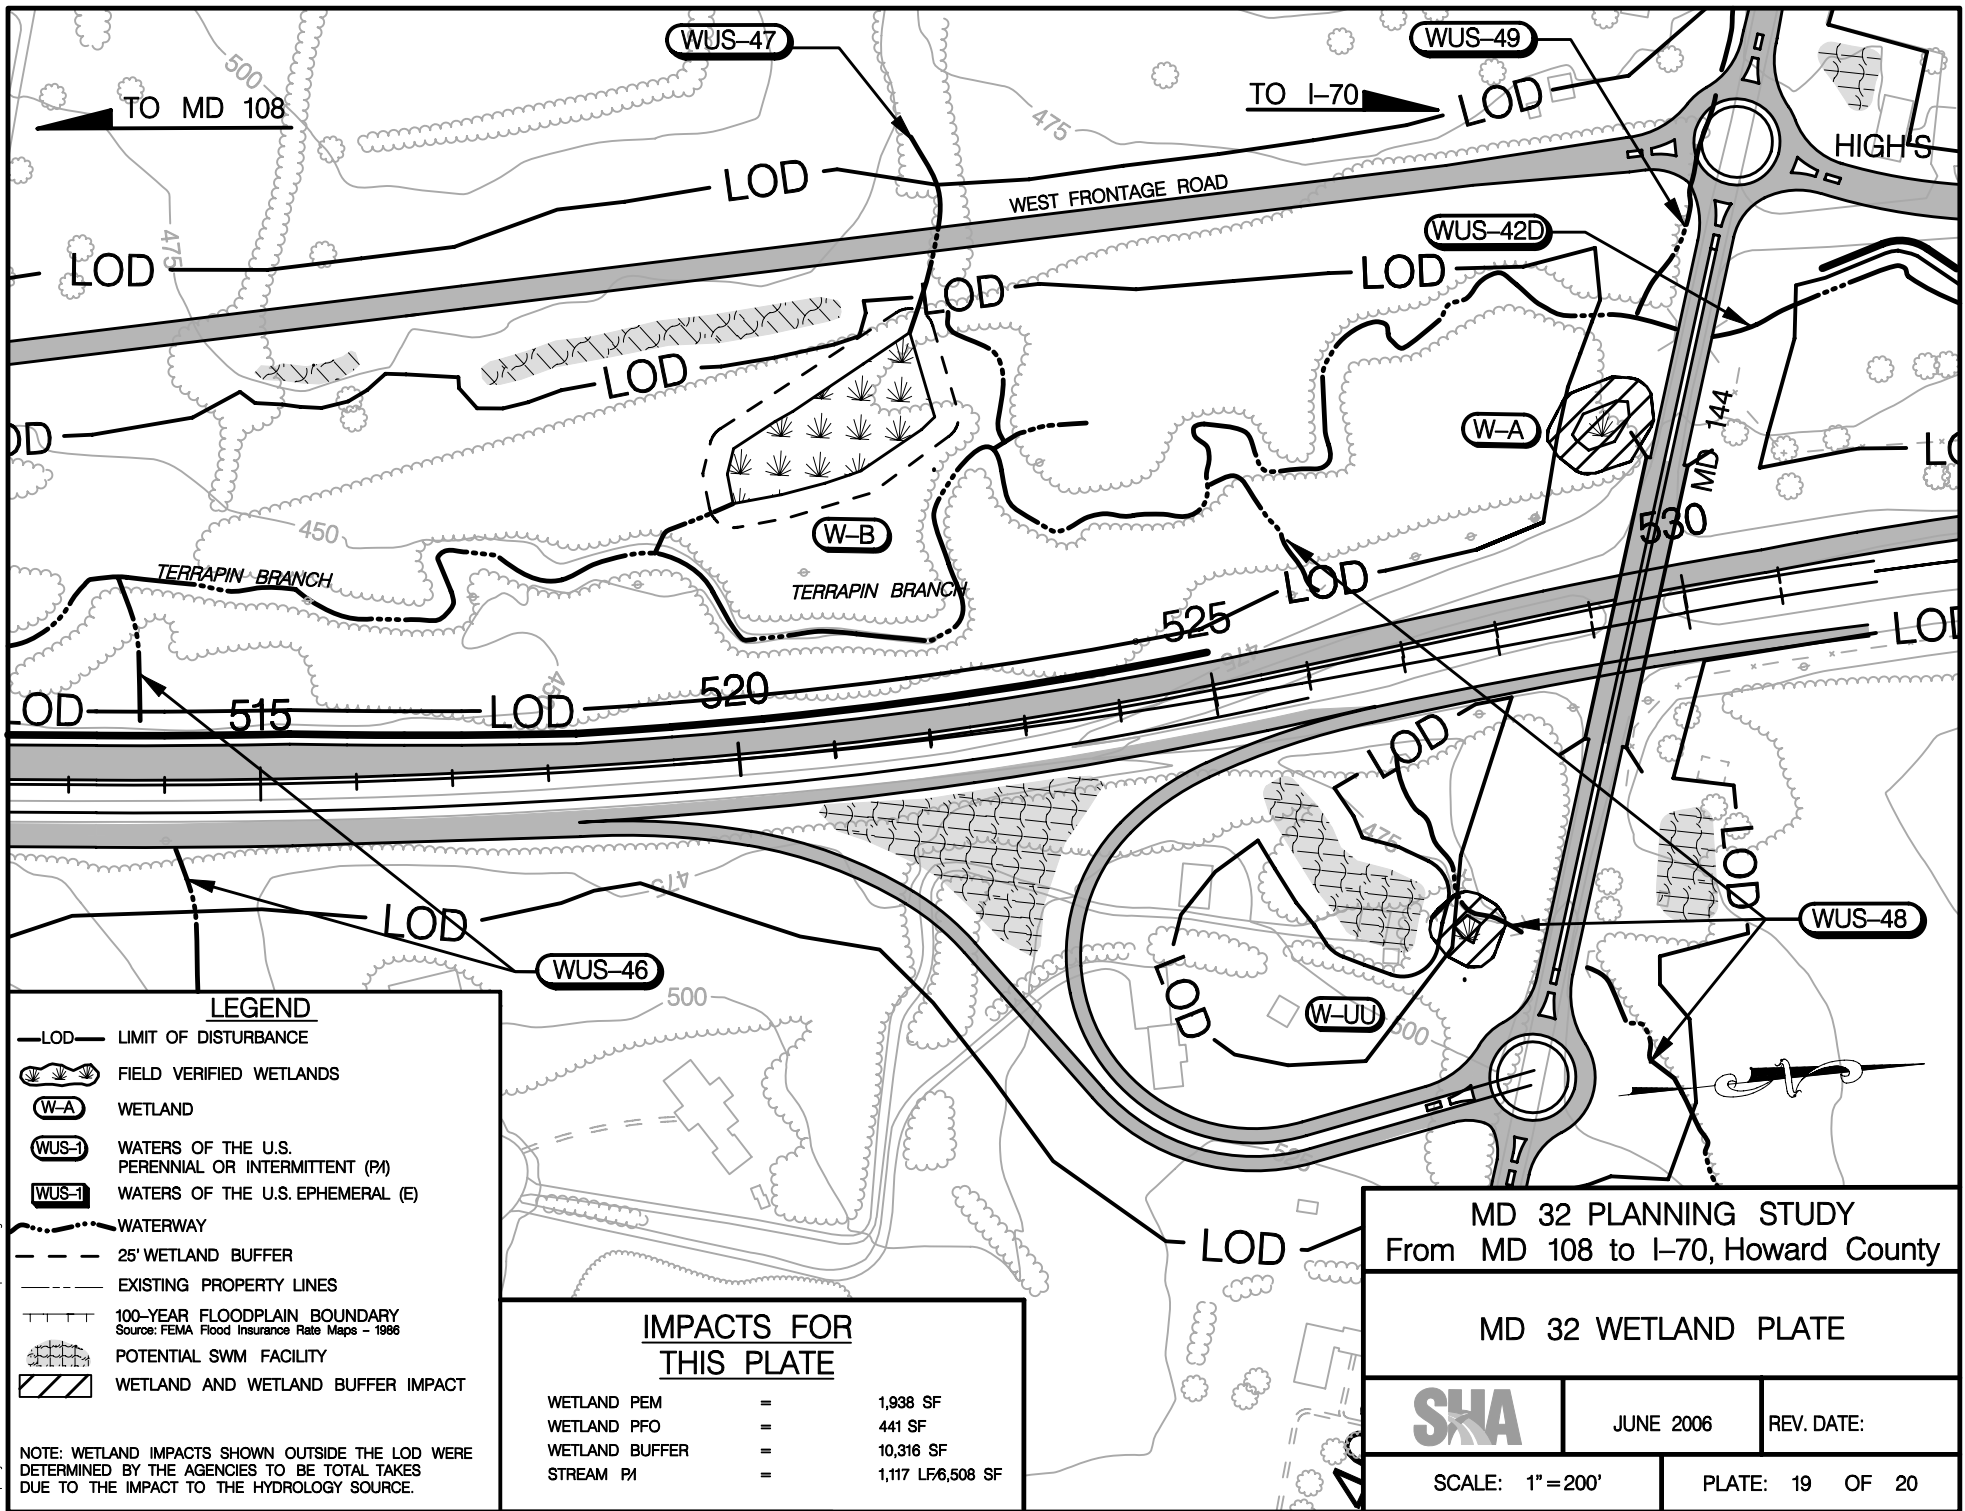 WUS-47
WUS-49
500
TO MD 108
TO I-70
LOD
475
HIGH'S
LOD
WEST FRONTAGE ROAD
475
WUS-42D
LOD
LOD
LOD
LOD
W-A
MD 144
LOD
450
W-B
530
TERRAPIN BRANCH
TERRAPIN BRANCH
LOD
525
475
LOD
520
450
LOD
515
LOD
LOD
475
LOD
475
LOD
WUS-48
WUS-46
500
LOD
W-UU
500
N
500
LOD
LEGEND
LOD LIMIT OF DISTURBANCE
FIELD VERIFIED WETLANDS
W-A WETLAND
WUS-1 WATERS OF THE U.S.
PERENNIAL OR INTERMITTENT (P/I)
WUS-1 WATERS OF THE U.S. EPHEMERAL (E)
WATERWAY
25' WETLAND BUFFER
EXISTING PROPERTY LINES
100-YEAR FLOODPLAIN BOUNDARY
Source: FEMA Flood Insurance Rate Maps - 1986
POTENTIAL SWM FACILITY
WETLAND AND WETLAND BUFFER IMPACT
NOTE: WETLAND IMPACTS SHOWN OUTSIDE THE LOD WERE
DETERMINED BY THE AGENCIES TO BE TOTAL TAKES
DUE TO THE IMPACT TO THE HYDROLOGY SOURCE.
IMPACTS FOR
THIS PLATE
WETLAND PEM = 1,938 SF
WETLAND PFO = 441 SF
WETLAND BUFFER = 10,316 SF
STREAM P/I = 1,117 LF/6,508 SF
MD 32 PLANNING STUDY
From MD 108 to I-70, Howard County
MD 32 WETLAND PLATE
SHA
JUNE 2006
REV. DATE:
SCALE: 1"=200'
PLATE: 19 OF 20